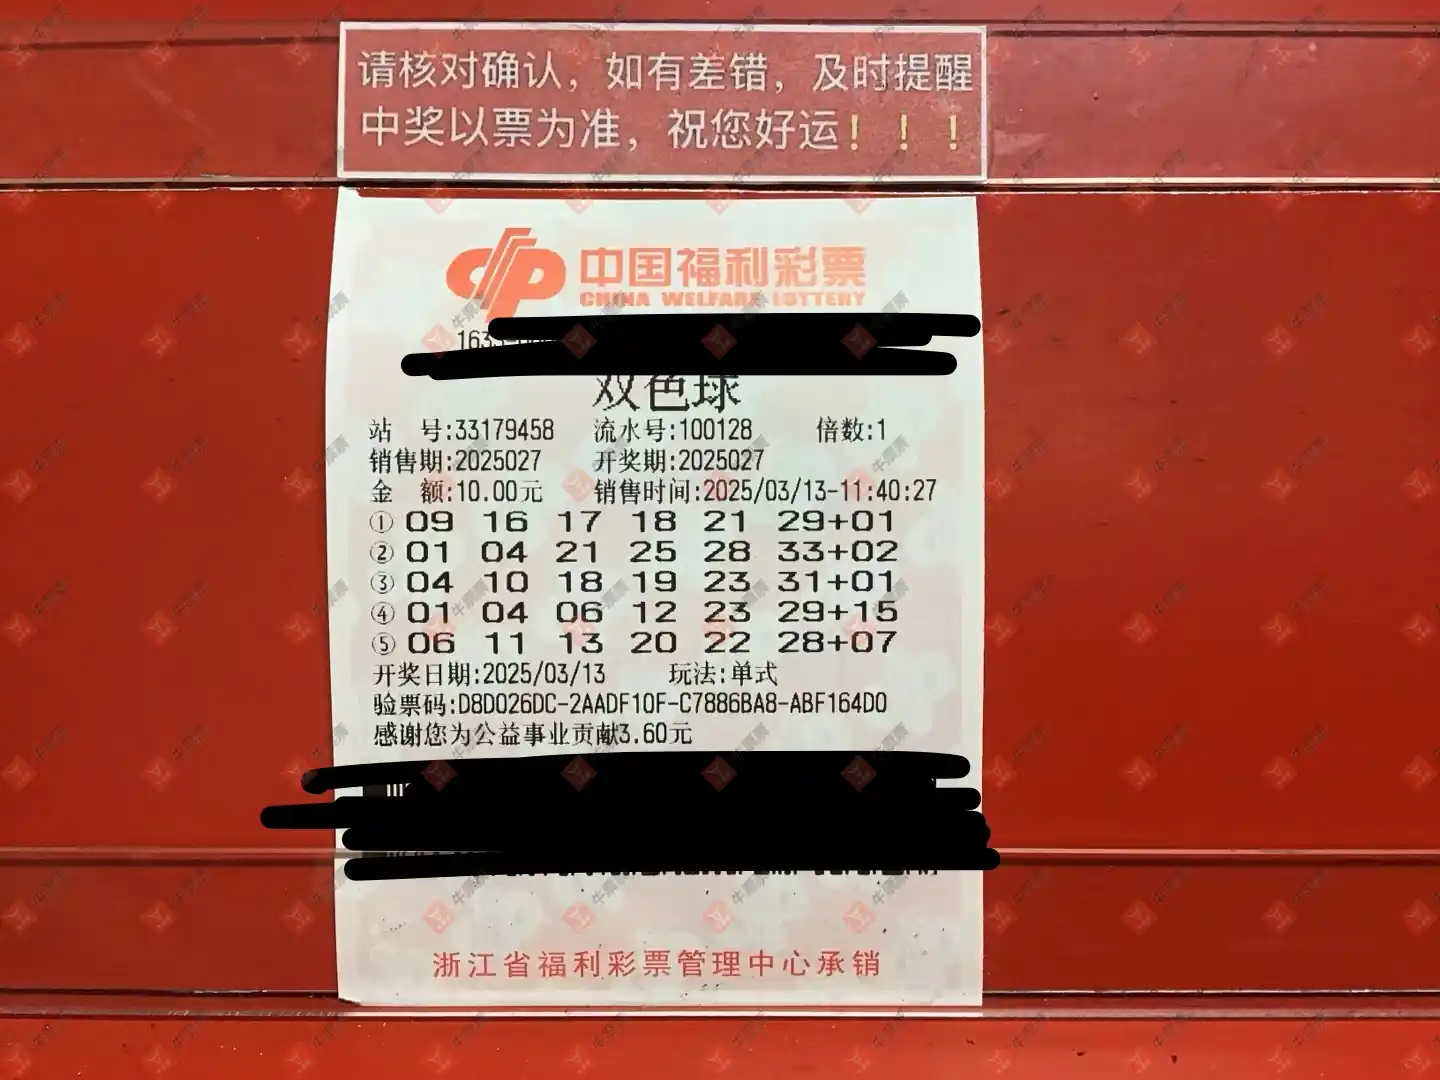 请核对确认，如有差错，及时提醒
中奖以票为准，祝您好运！！！
中国福利彩票
CHINA WELFARE LOTTERY
双色球
站 号:33179458 流水号:100128 倍数:1
销售期:2025027 开奖期:2025027
金 额:10.00元 销售时间:2025/03/13-11:40:27
① 09 16 17 18 21 29+01
② 01 04 21 25 28 33+02
③ 04 10 18 19 23 31+01
④ 01 04 06 12 23 29+15
⑤ 06 11 13 20 22 28+07
开奖日期:2025/03/13 玩法:单式
验票码:D8D026DC-2AADF10F-C7886BA8-ABF164D0
感谢您为公益事业贡献3.60元
浙江省福利彩票管理中心承销